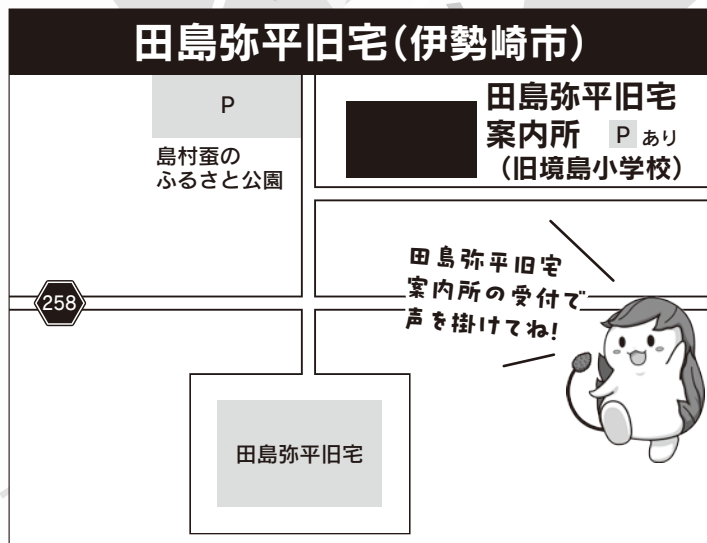 田島弥平旧宅(伊勢崎市)
P
島村蚕の
ふるさと公園
田島弥平旧宅
案内所 P あり
(旧境島小学校)
田島弥平旧宅
案内所の受付で
声を掛けてね!
258
田島弥平旧宅